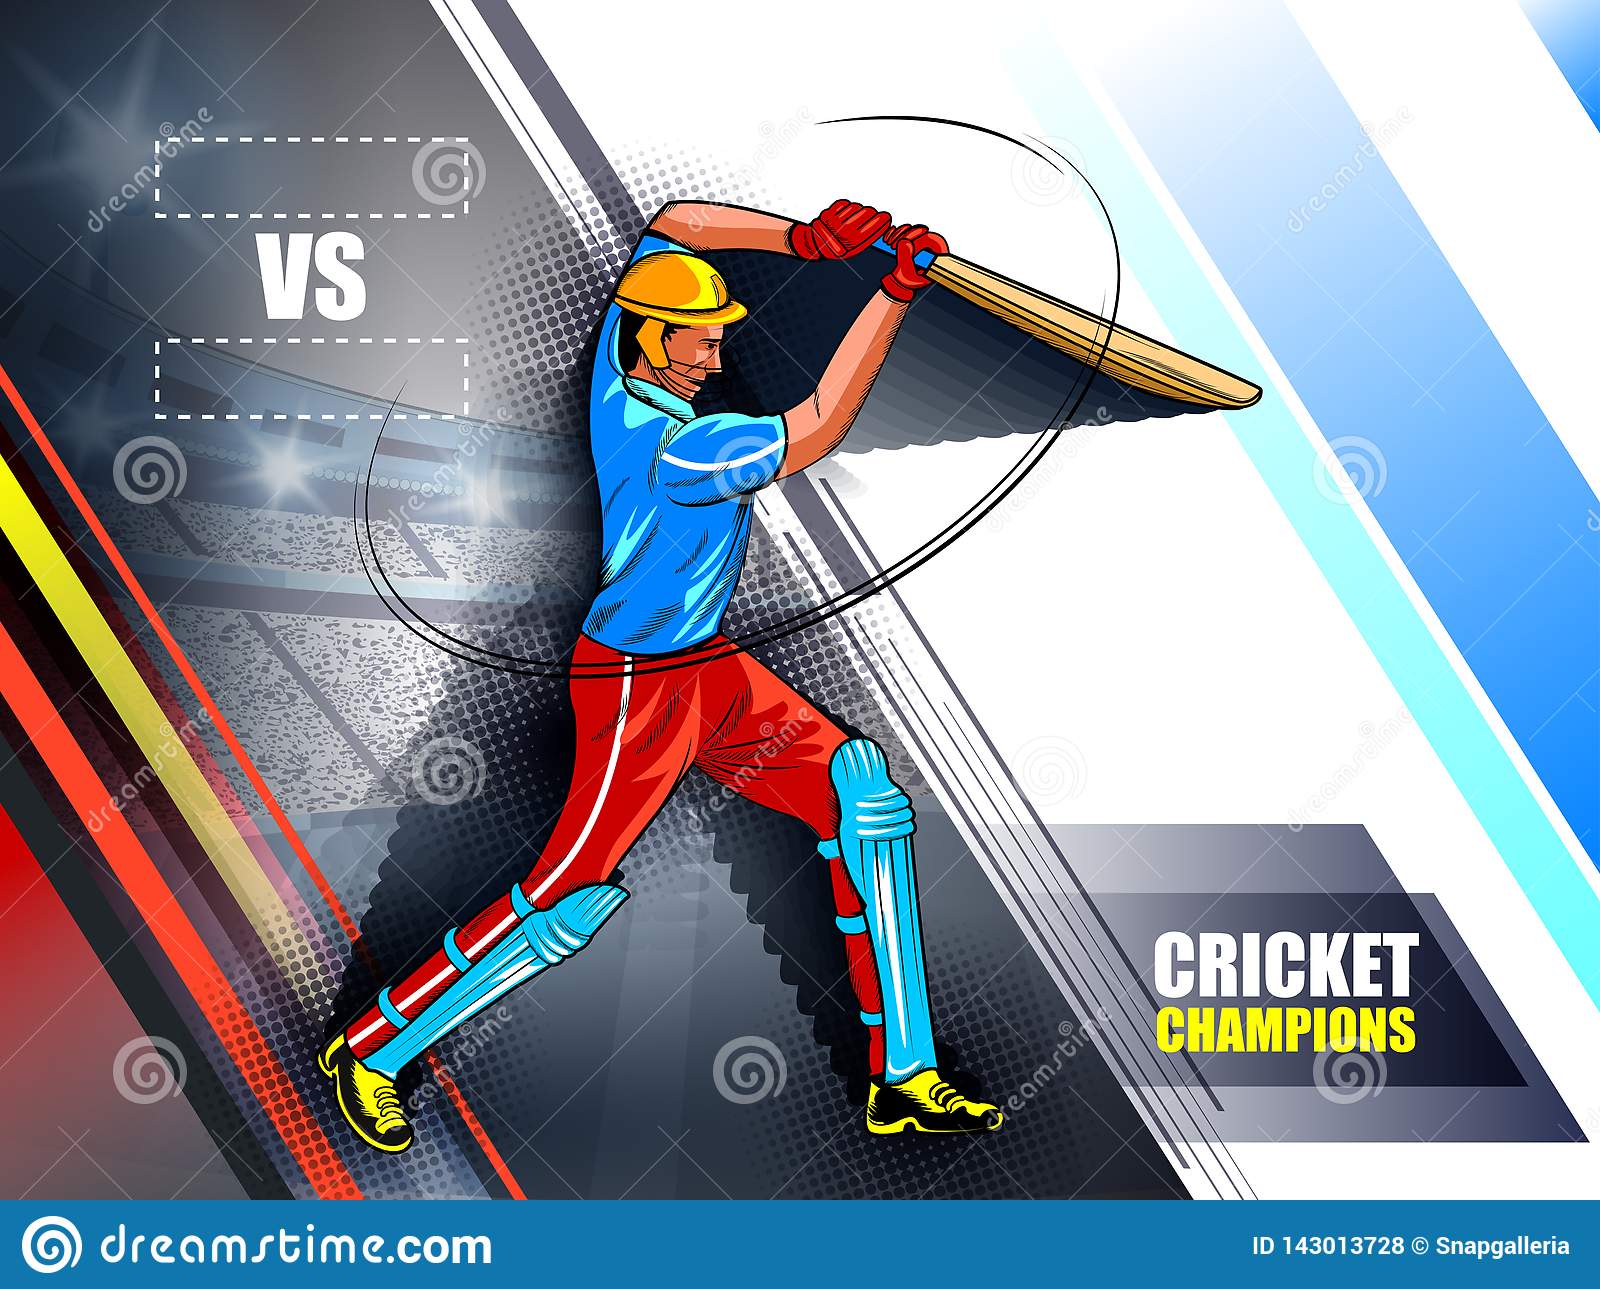 VS
CRICKET
CHAMPIONS
dreamstime.com
ID 143013728 © Snapgalleria